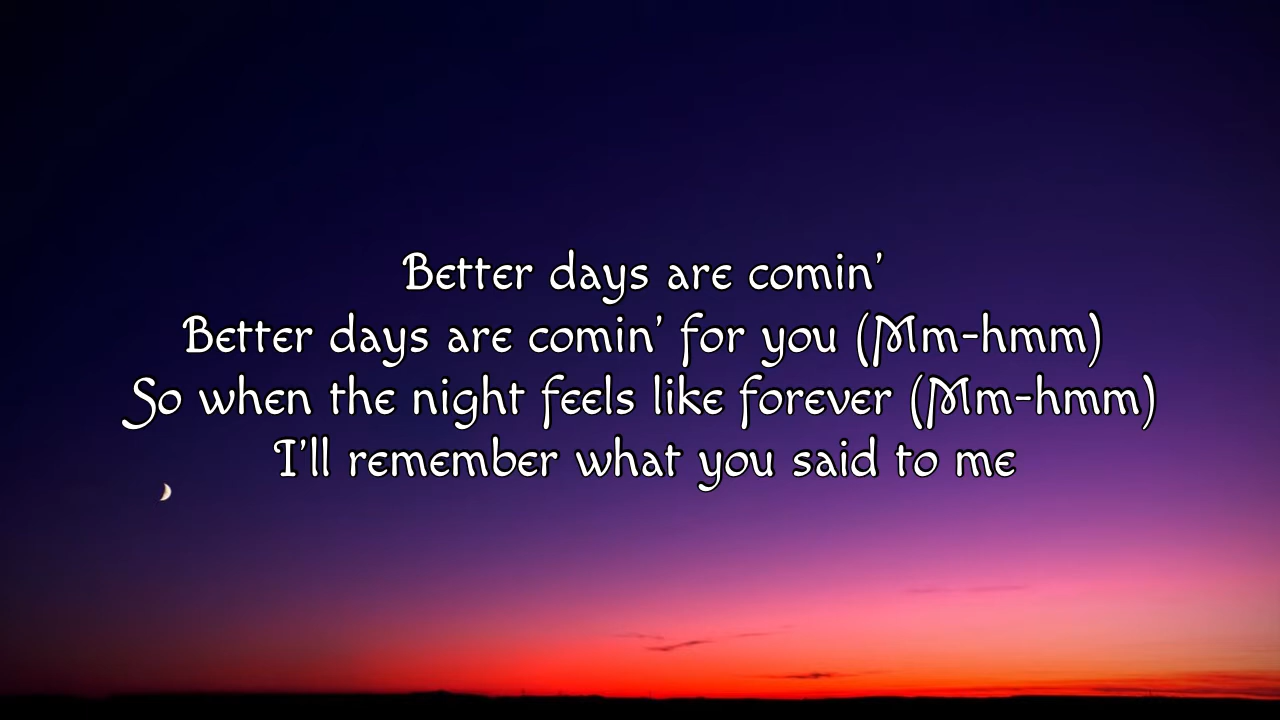 Better days are comin'
Better days are comin' for you (Mm-hmm)
So when the night feels like forever (Mm-hmm)
I'll remember what you said to me